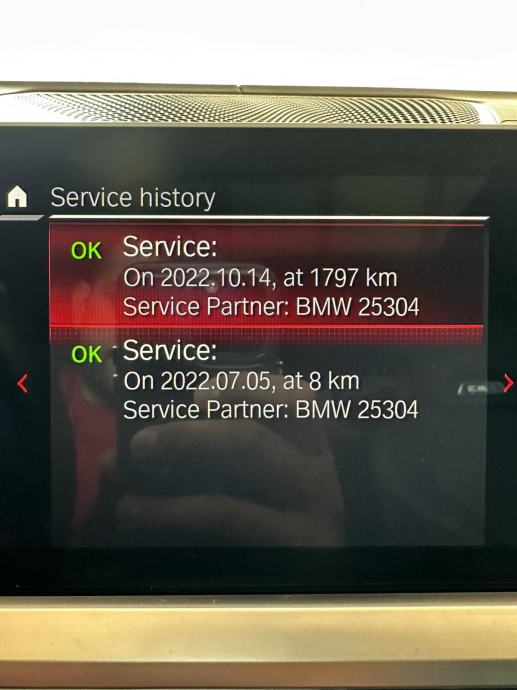 Service history
OK Service:
On 2022.10.14, at 1797 km
Service Partner: BMW 25304
OK Service:
On 2022.07.05, at 8 km
Service Partner: BMW 25304